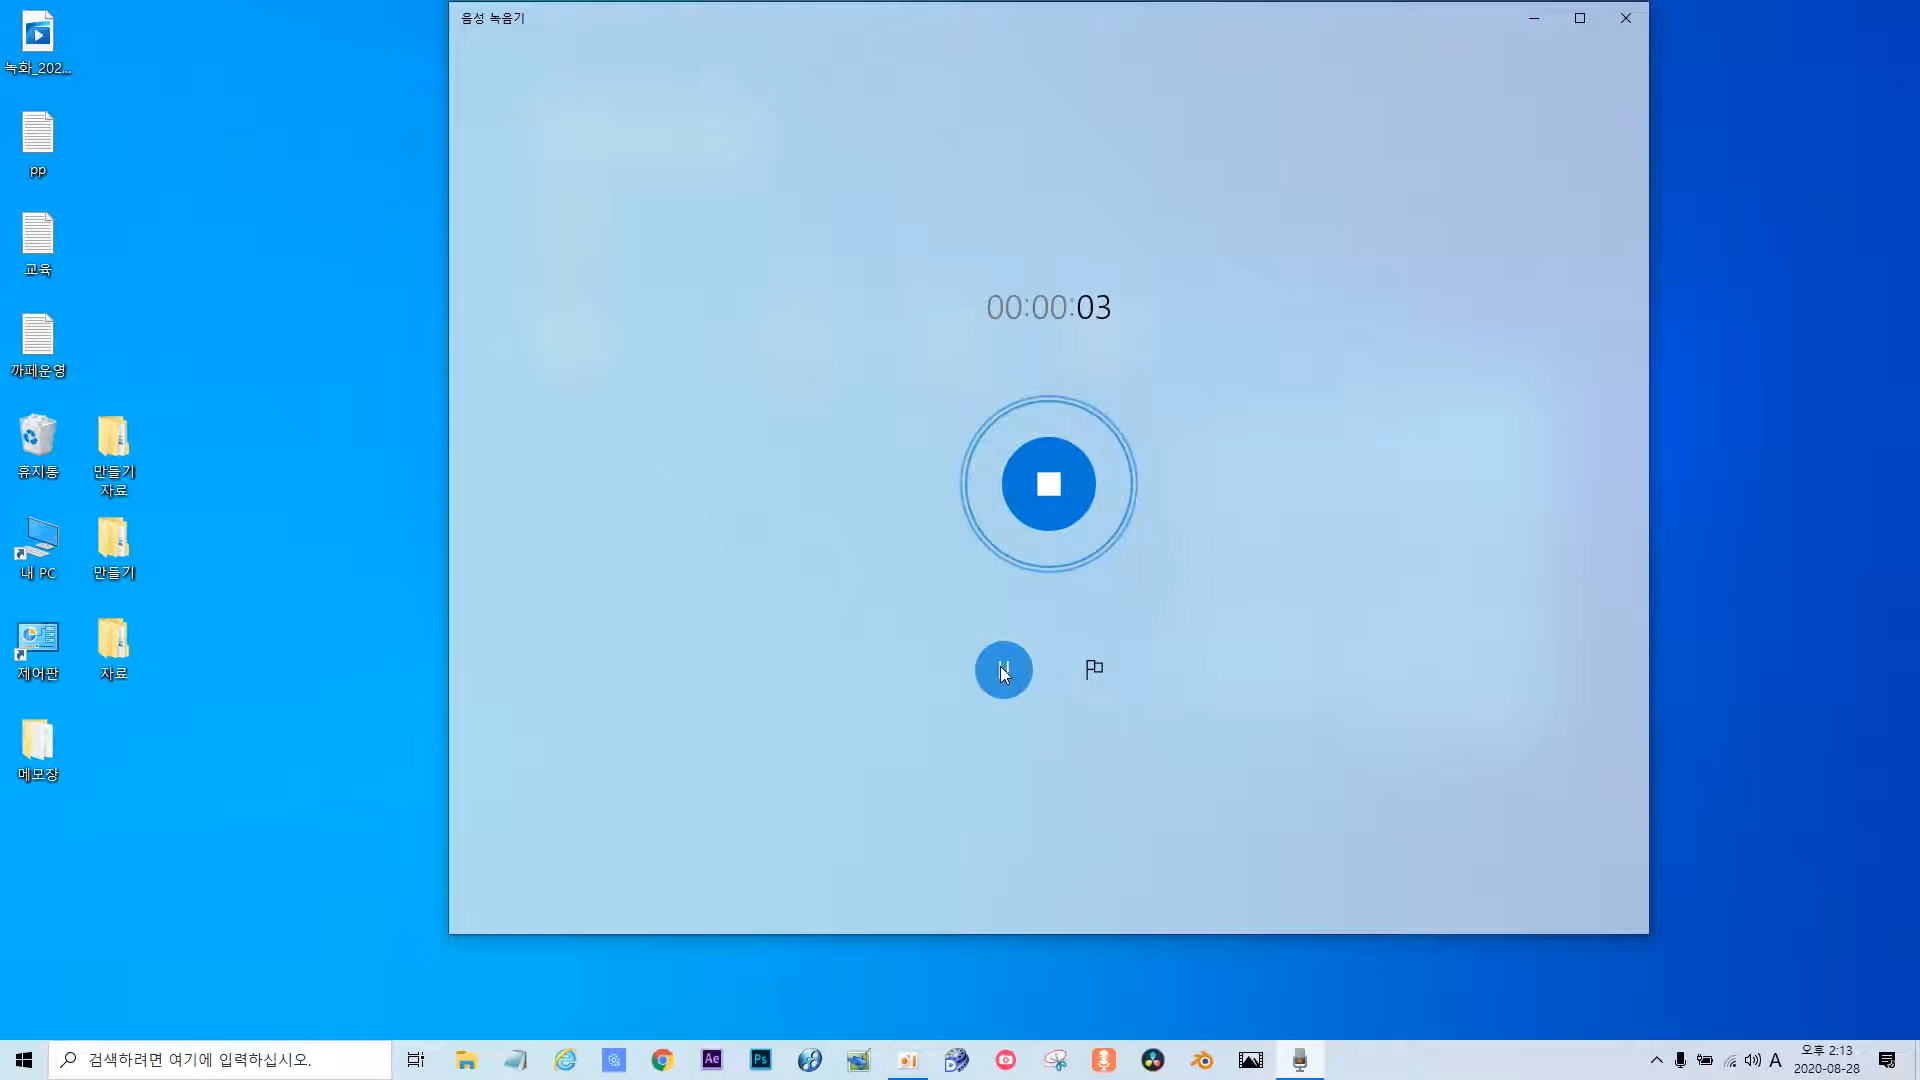 음성 녹음기
녹화_202...
pp
교육
까페운영
휴지통
만들기
자료
내 PC
만들기
제어판
자료
메모장
00:00:03
검색하려면 여기에 입력하십시오.
Ae
Ps
A
오후 2:13
2020-08-28